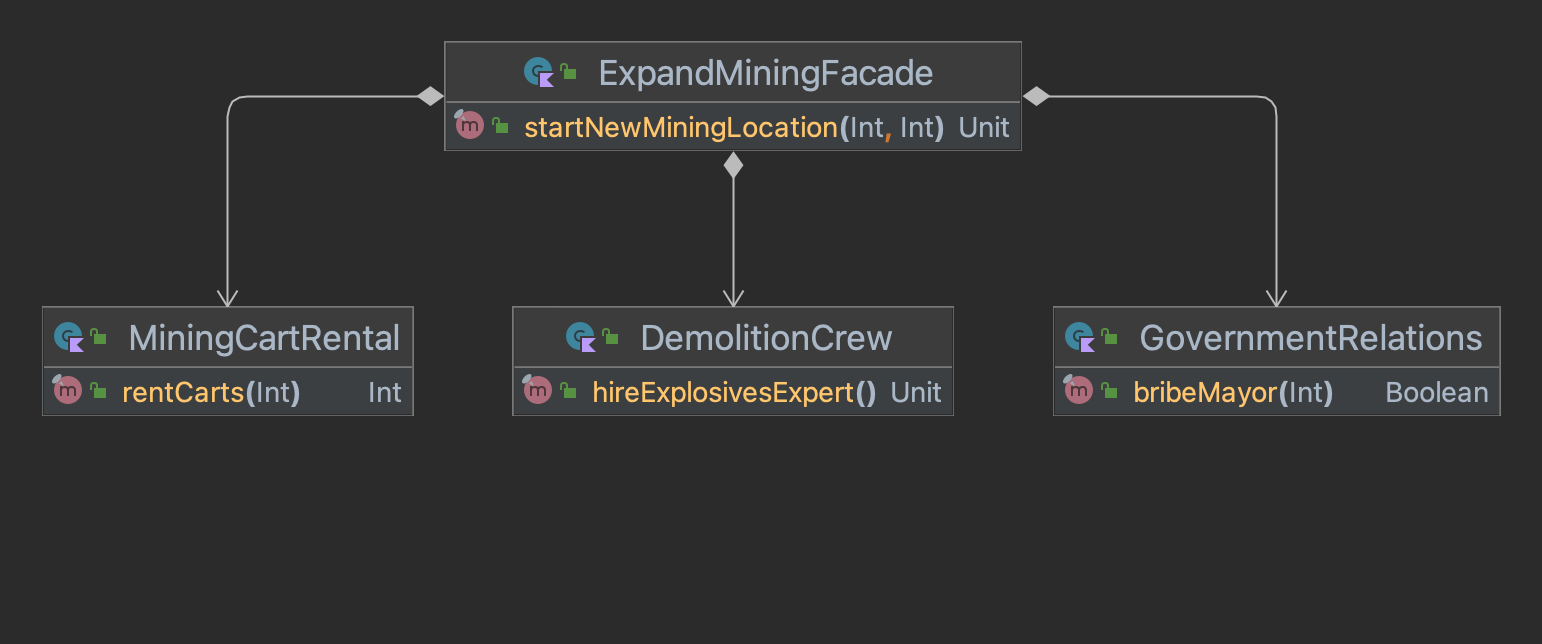 ExpandMiningFacade
startNewMiningLocation(Int, Int) Unit
MiningCartRental
rentCarts(Int) Int
DemolitionCrew
hireExplosivesExpert() Unit
GovernmentRelations
bribeMayor(Int) Boolean